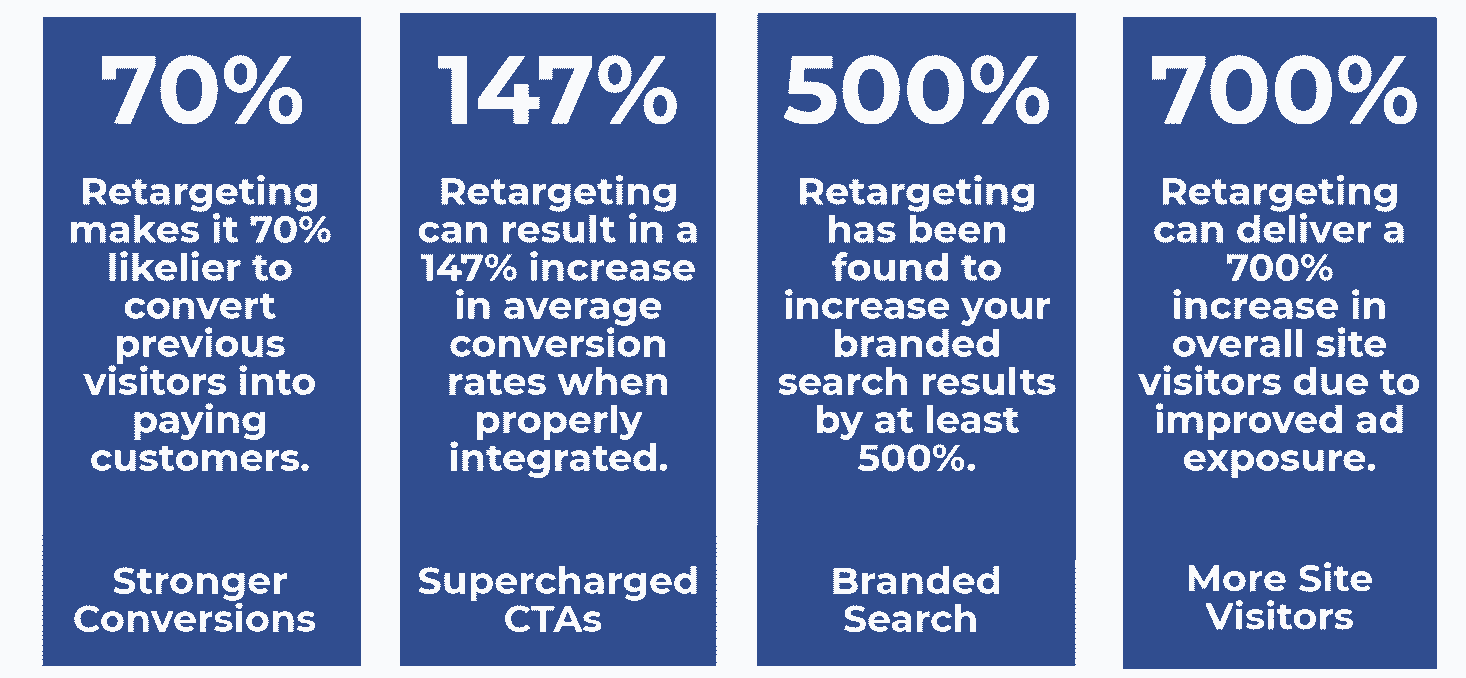 70%
Retargeting
makes it 70%
likelier to
convert
previous
visitors into
paying
customers.
Stronger
Conversions
147%
Retargeting
can result in a
147% increase
in average
conversion
rates when
properly
integrated.
Supercharged
CTAs
500%
Retargeting
has been
found to
increase your
branded
search results
by at least
500%.
Branded
Search
700%
Retargeting
can deliver a
700%
increase in
overall site
visitors due to
improved ad
exposure.
More Site
Visitors